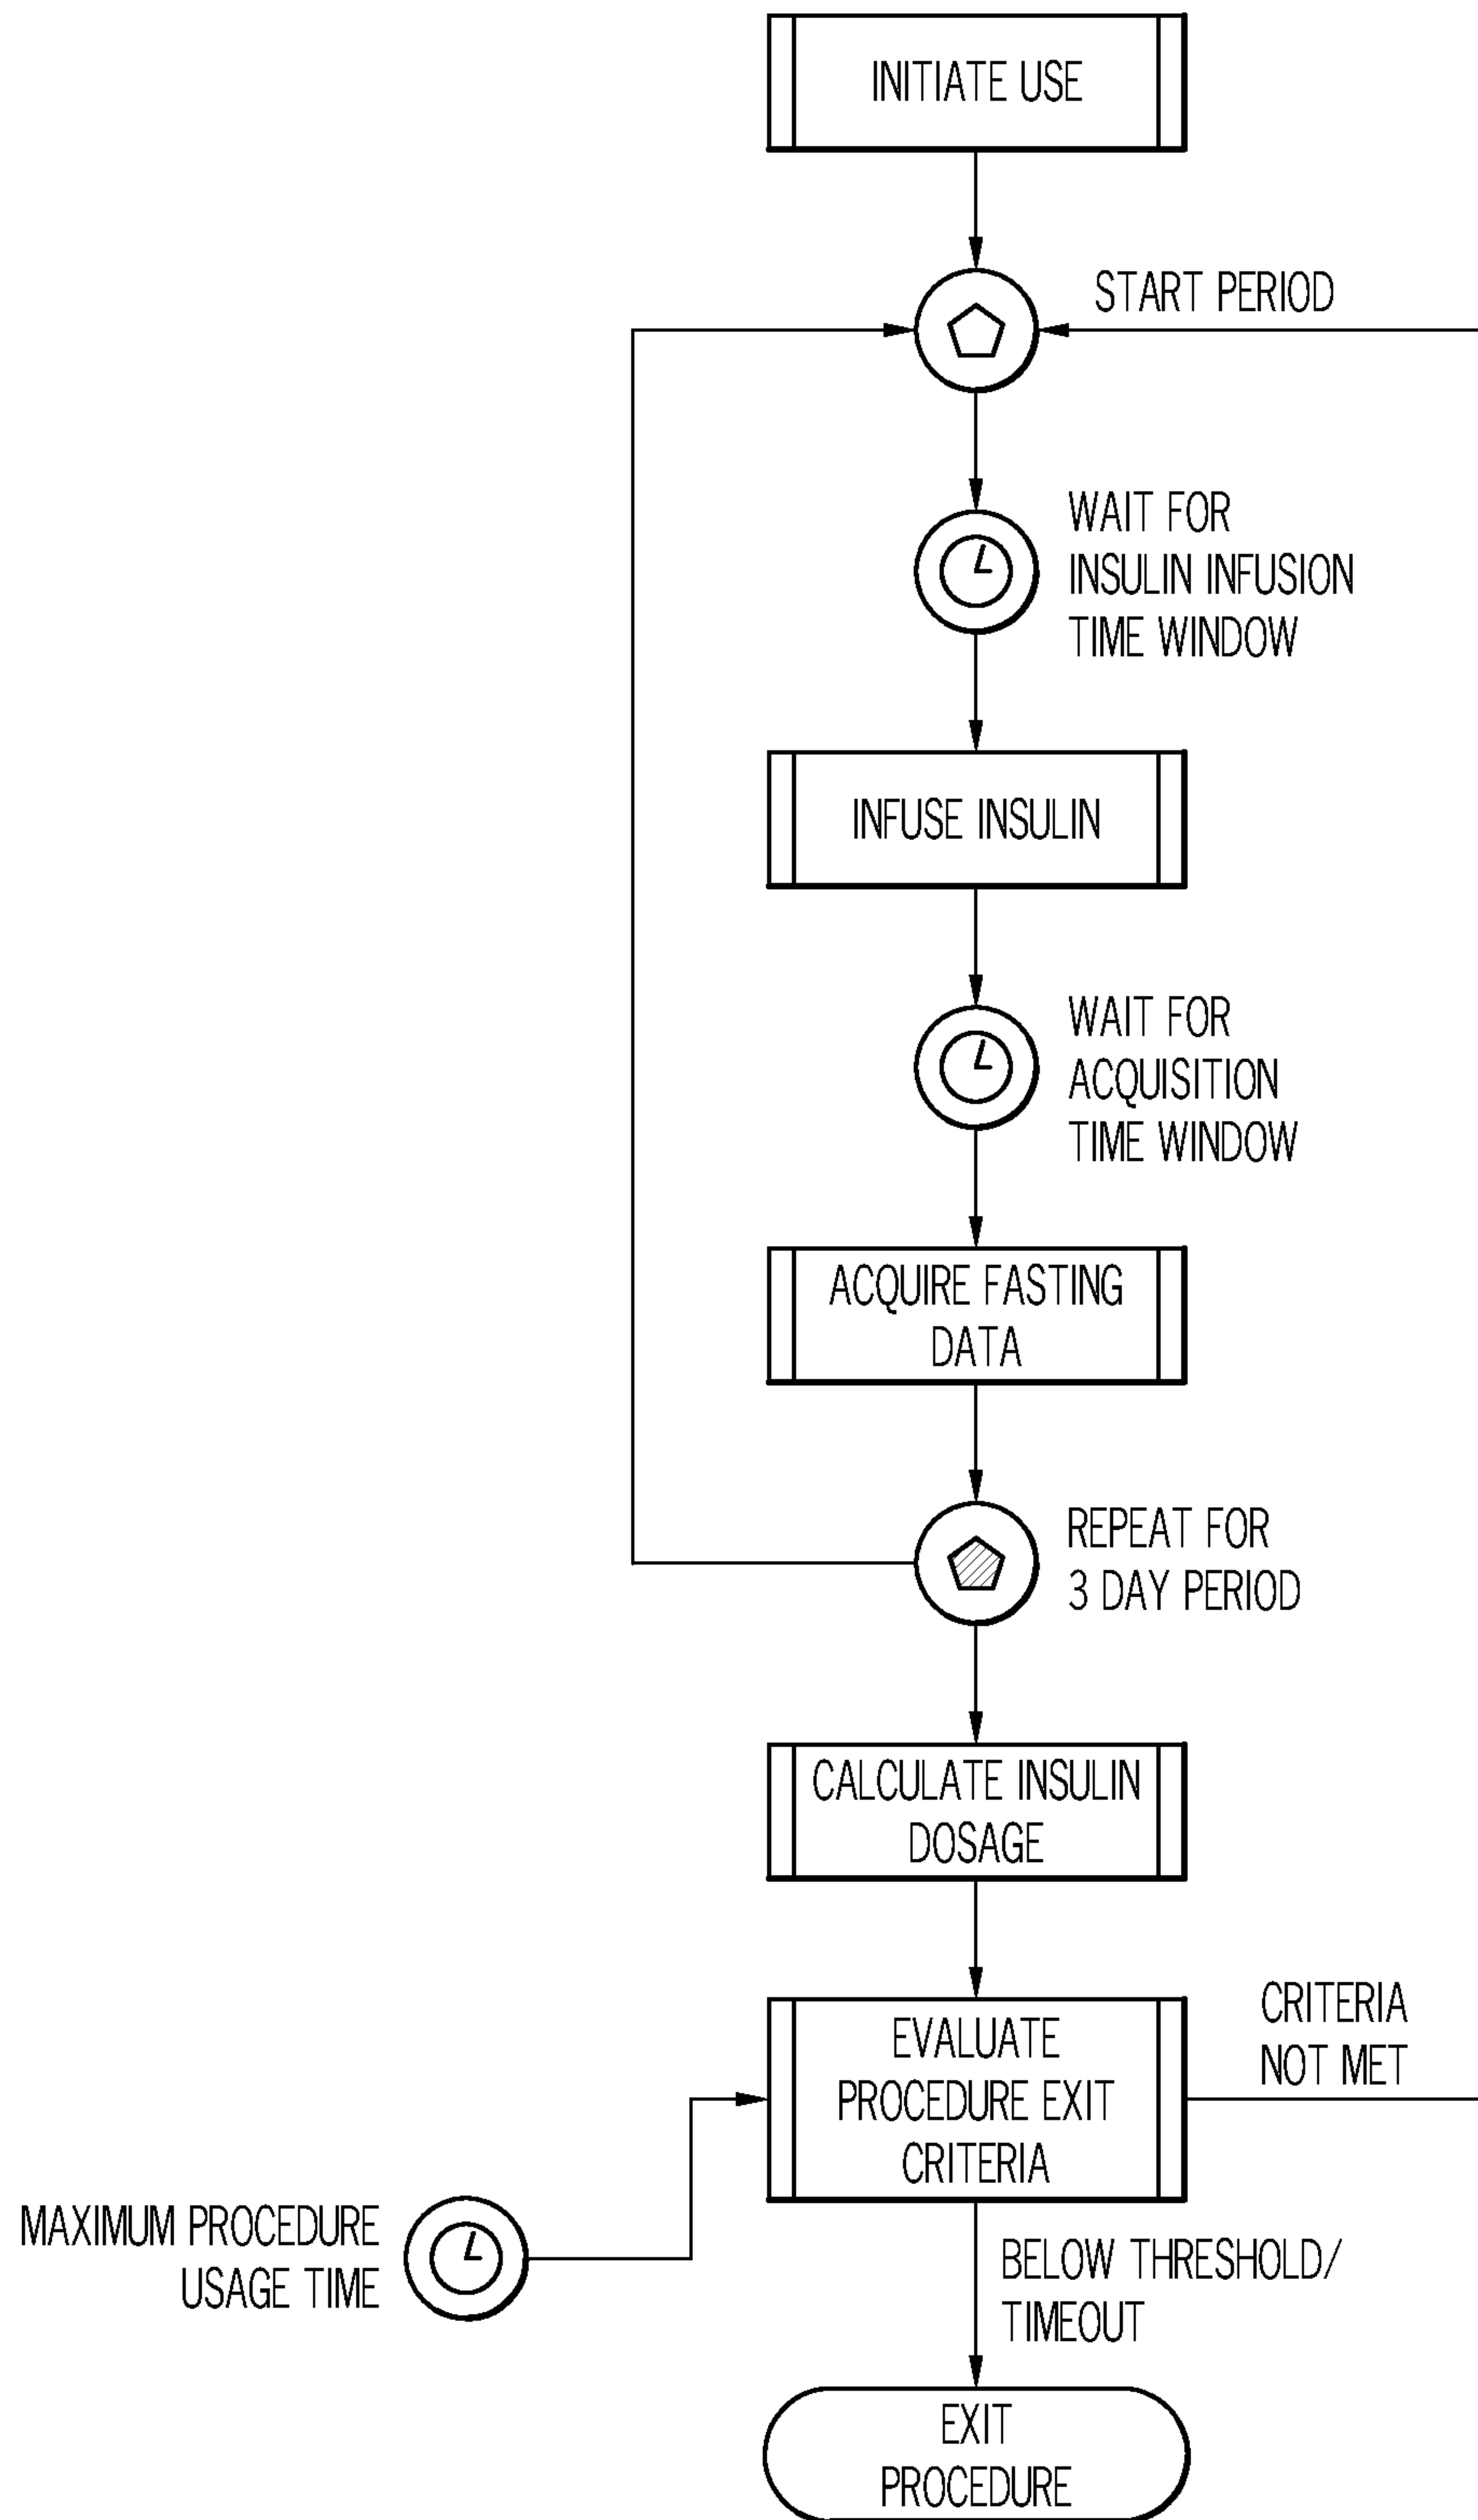 INITIATE USE
START PERIOD
WAIT FOR
INSULIN INFUSION
TIME WINDOW
INFUSE INSULIN
WAIT FOR
ACQUISITION
TIME WINDOW
ACQUIRE FASTING
DATA
REPEAT FOR
3 DAY PERIOD
CALCULATE INSULIN
DOSAGE
EVALUATE
PROCEDURE EXIT
CRITERIA
CRITERIA
NOT MET
MAXIMUM PROCEDURE
USAGE TIME
BELOW THRESHOLD/
TIMEOUT
EXIT
PROCEDURE